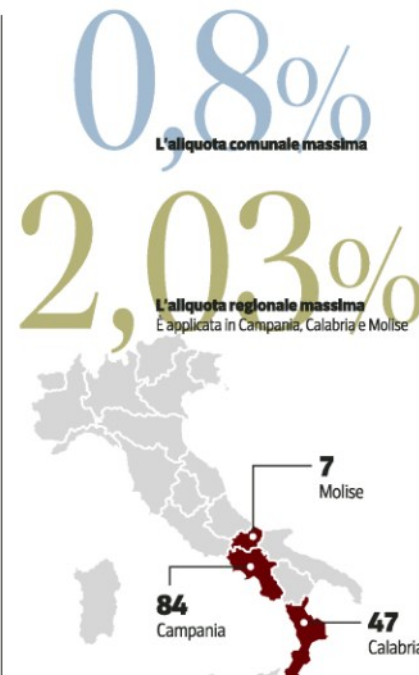 0,8%
L'aliquota comunale massima
2,03%
L'aliquota regionale massima
È applicata in Campania, Calabria e Molise
7
Molise
84
Campania
47
Calabria